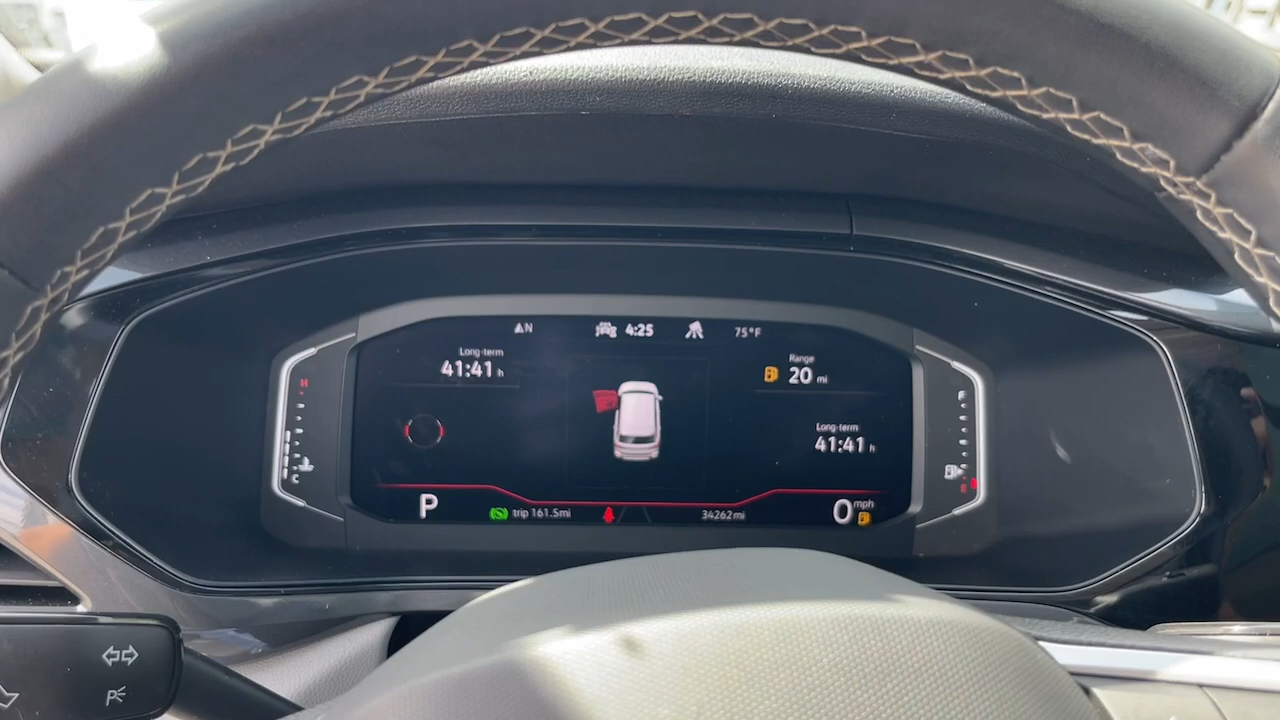 N 4:25 75°F
Long-term
41:41 h
Range
20 mi
Long-term
41:41 h
H
C
F
P trip 161.5mi 34262mi 0 mph
P